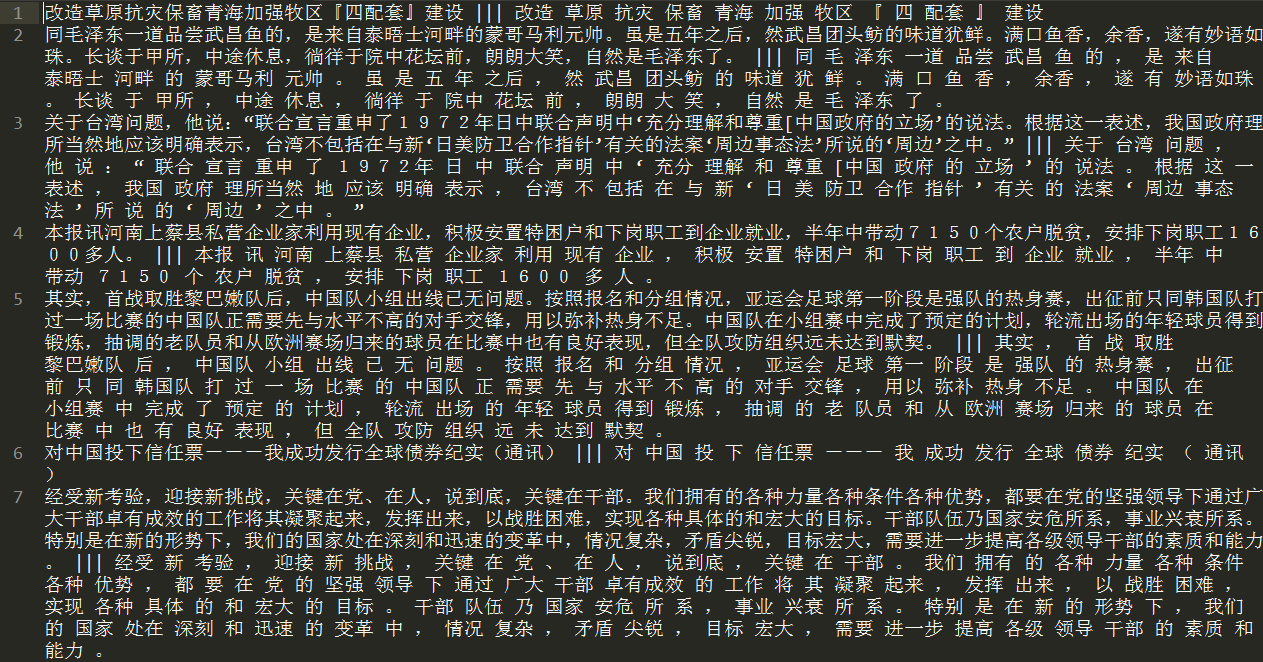 1 改造草原抗灾保畜青海加强牧区『四配套』建设 ||| 改造 草原 抗灾 保畜 青海 加强 牧区 『 四 配套 』 建设
2 同毛泽东一道品尝武昌鱼的，是来自泰晤士河畔的蒙哥马利元帅。虽是五年之后，然武昌团头鲂的味道犹鲜。满口鱼香，余香，遂有妙语如
珠。长谈于甲所，中途休息，徜徉于院中花坛前，朗朗大笑，自然是毛泽东了。 ||| 同 毛 泽东 一道 品尝 武昌 鱼 的 ， 是 来自
泰晤士 河畔 的 蒙哥马利 元帅 。 虽 是 五 年 之后 ， 然 武昌 团头鲂 的 味道 犹 鲜 。 满 口 鱼 香 ， 余香 ， 遂 有 妙语如珠
。 长谈 于 甲所 ， 中途 休息 ， 徜徉 于 院中 花坛 前 ， 朗朗 大 笑 ， 自然 是 毛 泽东 了 。
3 关于台湾问题，他说：“联合宣言重申了１９７２年日中联合声明中‘充分理解和尊重[中国政府的立场’的说法。根据这一表述，我国政府理
所当然地应该明确表示，台湾不包括在与新‘日美防卫合作指针’有关的法案‘周边事态法’所说的‘周边’之中。” ||| 关于 台湾 问题 ，
他 说 ： “ 联合 宣言 重申 了 １９７２年 日 中 联合 声明 中 ‘ 充分 理解 和 尊重 [中国 政府 的 立场 ’ 的 说法 。 根据 这 一
表述 ， 我国 政府 理所当然 地 应该 明确 表示 ， 台湾 不 包括 在 与 新 ‘ 日 美 防卫 合作 指针 ’ 有关 的 法案 ‘ 周边 事态
法 ’ 所 说 的 ‘ 周边 ’ 之中 。 ”
4 本报讯河南上蔡县私营企业家利用现有企业，积极安置特困户和下岗职工到企业就业，半年中带动７１５０个农户脱贫，安排下岗职工１６
００多人。 ||| 本报 讯 河南 上蔡县 私营 企业家 利用 现有 企业 ， 积极 安置 特困户 和 下岗 职工 到 企业 就业 ， 半年 中
带动 ７１５０ 个 农户 脱贫 ， 安排 下岗 职工 １６００ 多 人 。
5 其实，首战取胜黎巴嫩队后，中国队小组出线已无问题。按照报名和分组情况，亚运会足球第一阶段是强队的热身赛，出征前只同韩国队打
过一场比赛的中国队正需要先与水平不高的对手交锋，用以弥补热身不足。中国队在小组赛中完成了预定的计划，轮流出场的年轻球员得到
锻炼，抽调的老队员和从欧洲赛场归来的球员在比赛中也有良好表现，但全队攻防组织远未达到默契。 ||| 其实 ， 首 战 取胜
黎巴嫩队 后 ， 中国队 小组 出线 已 无 问题 。 按照 报名 和 分组 情况 ， 亚运会 足球 第一 阶段 是 强队 的 热身赛 ， 出征
前 只 同 韩国队 打 过 一 场 比赛 的 中国队 正 需要 先 与 水平 不 高 的 对手 交锋 ， 用以 弥补 热身 不足 。 中国队 在
小组赛 中 完成 了 预定 的 计划 ， 轮流 出场 的 年轻 球员 得到 锻炼 ， 抽调 的 老 队员 和 从 欧洲 赛场 归来 的 球员 在
比赛 中 也 有 良好 表现 ， 但 全队 攻防 组织 远 未 达到 默契 。
6 对中国投下信任票－－－我成功发行全球债券纪实（通讯） ||| 对 中国 投 下 信任票 －－－ 我 成功 发行 全球 债券 纪实 （ 通讯
）
7 经受新考验，迎接新挑战，关键在党、在人，说到底，关键在干部。我们拥有的各种力量各种条件各种优势，都要在党的坚强领导下通过广
大干部卓有成效的工作将其凝聚起来，发挥出来，以战胜困难，实现各种具体的和宏大的目标。干部队伍乃国家安危所系，事业兴衰所系。
特别是在新的形势下，我们的国家处在深刻和迅速的变革中，情况复杂，矛盾尖锐，目标宏大，需要进一步提高各级领导干部的素质和能力
。 ||| 经受 新 考验 ， 迎接 新 挑战 ， 关键 在 党 、 在 人 ， 说到底 ， 关键 在 干部 。 我们 拥有 的 各种 力量 各种 条件
各种 优势 ， 都 要 在 党 的 坚强 领导 下 通过 广大 干部 卓有成效 的 工作 将 其 凝聚 起来 ， 发挥 出来 ， 以 战胜 困难 ，
实现 各种 具体 的 和 宏大 的 目标 。 干部 队伍 乃 国家 安危 所 系 ， 事业 兴衰 所 系 。 特别 是 在 新 的 形势 下 ， 我们
的 国家 处在 深刻 和 迅速 的 变革 中 ， 情况 复杂 ， 矛盾 尖锐 ， 目标 宏大 ， 需要 进一步 提高 各级 领导 干部 的 素质 和
能力 。